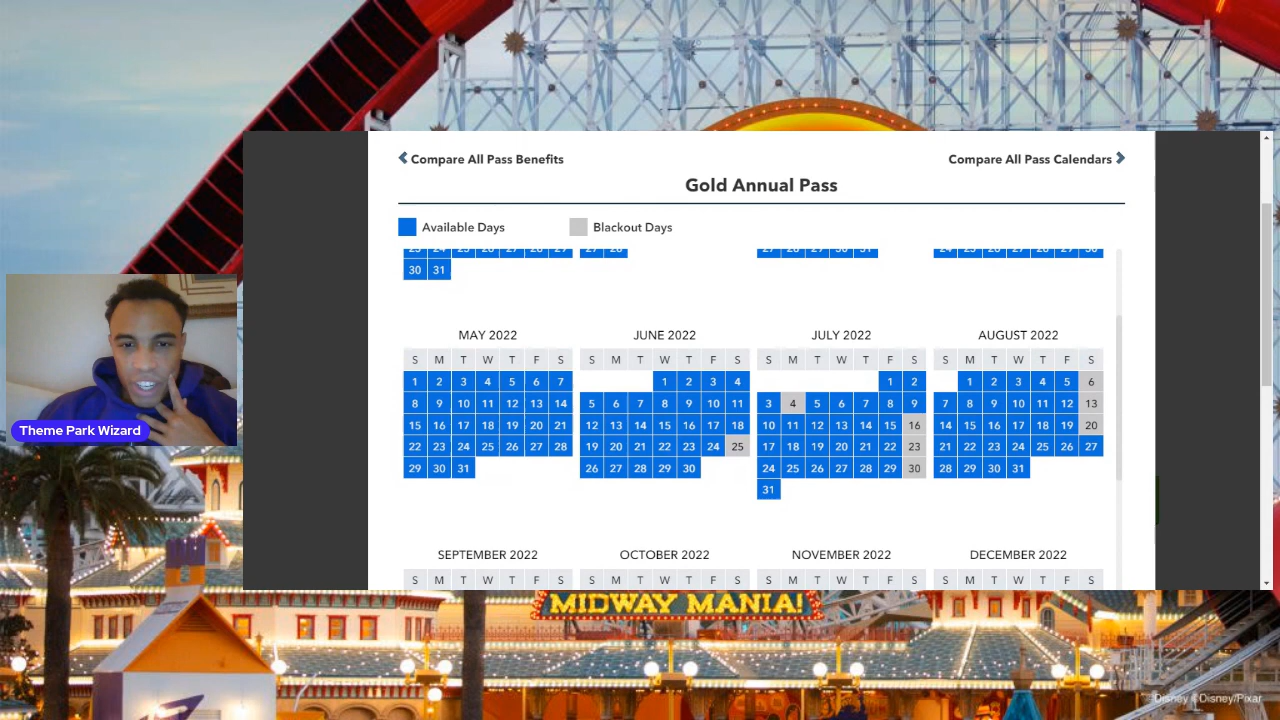 Compare All Pass Benefits
Compare All Pass Calendars
Gold Annual Pass
Available Days
Blackout Days
30 31
MAY 2022
S M T W T F S
1 2 3 4 5 6 7
8 9 10 11 12 13 14
15 16 17 18 19 20 21
22 23 24 25 26 27 28
29 30 31
JUNE 2022
S M T W T F S
1 2 3 4
5 6 7 8 9 10 11
12 13 14 15 16 17 18
19 20 21 22 23 24 25
26 27 28 29 30
JULY 2022
S M T W T F S
1 2
3 4 5 6 7 8 9
10 11 12 13 14 15 16
17 18 19 20 21 22 23
24 25 26 27 28 29 30
31
AUGUST 2022
S M T W T F S
1 2 3 4 5 6
7 8 9 10 11 12 13
14 15 16 17 18 19 20
21 22 23 24 25 26 27
28 29 30 31
SEPTEMBER 2022
S M T W T F S
OCTOBER 2022
S M T W T F S
NOVEMBER 2022
S M T W T F S
DECEMBER 2022
S M T W T F S
Theme Park Wizard
MIDWAY MANIA!
©Disney ©Disney/Pixar